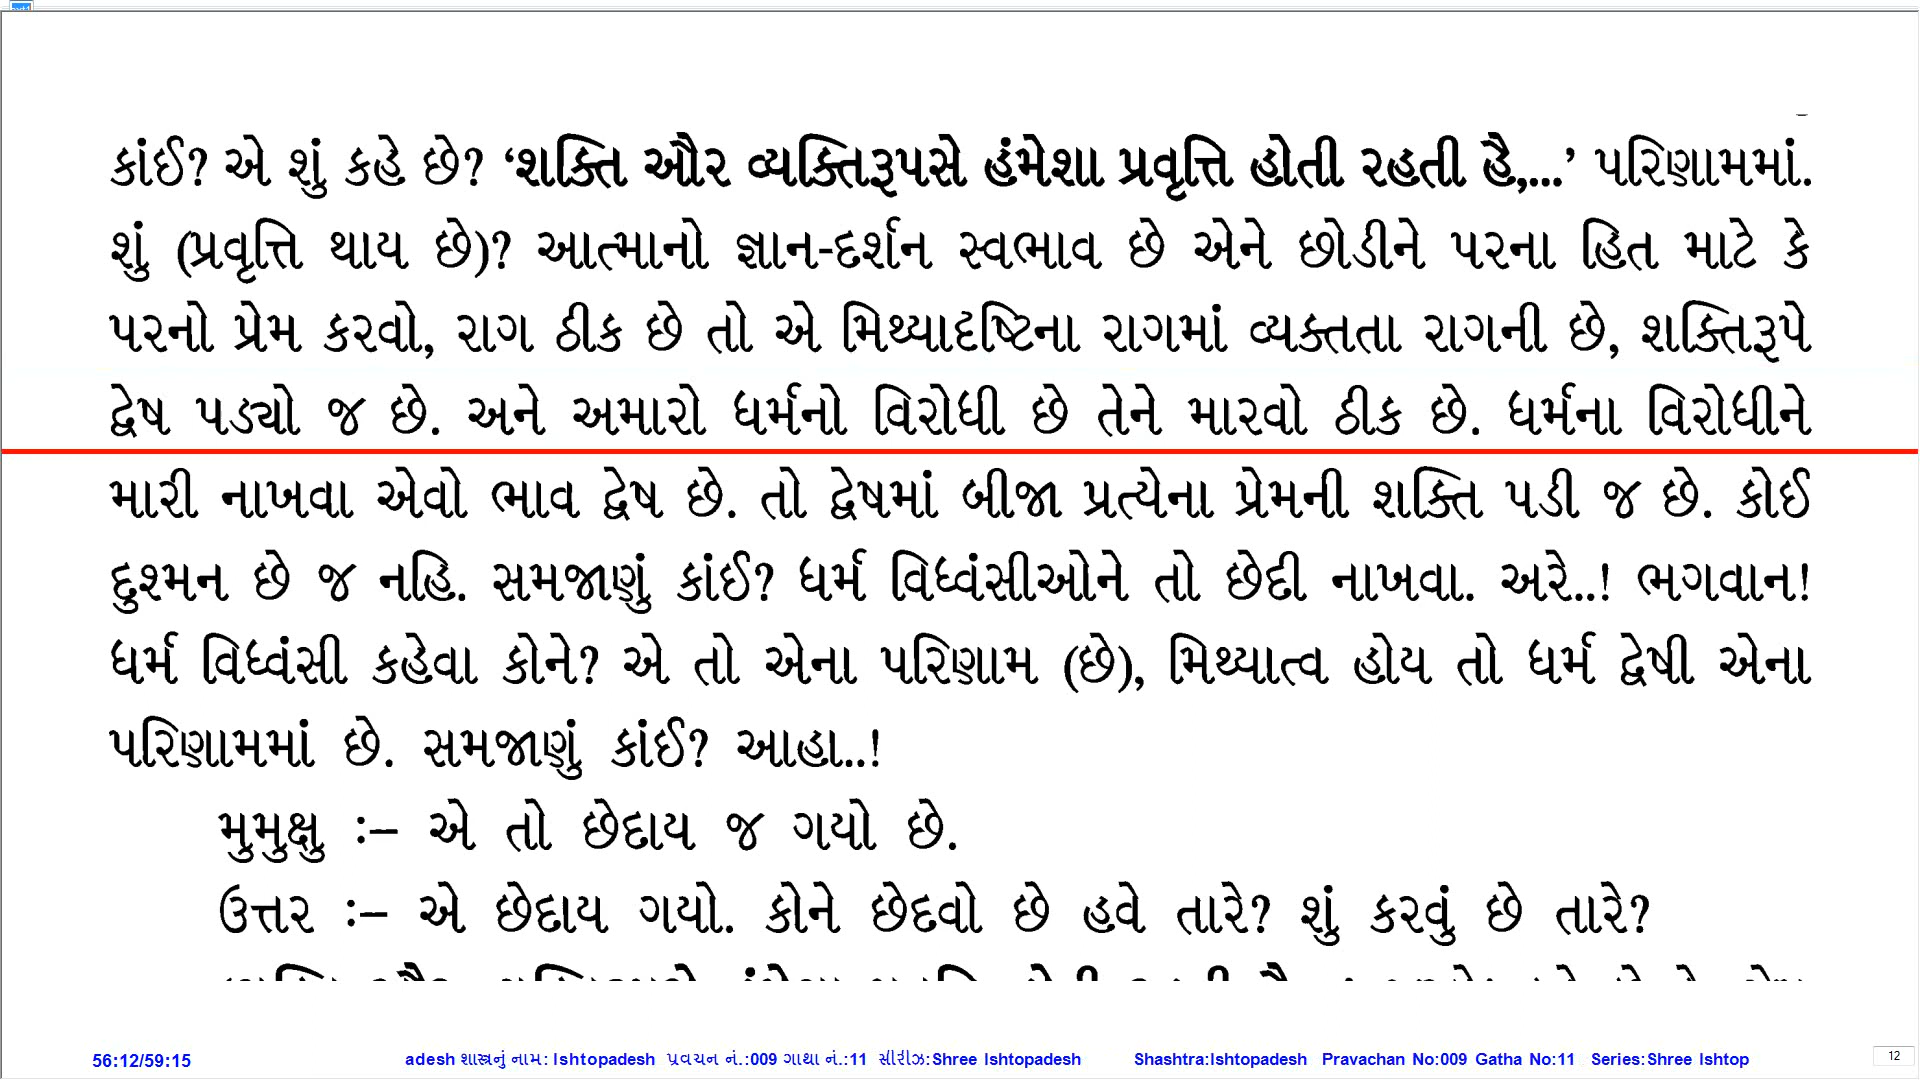 કાંઈ? એ શું કહે છે? ‘શક્તિ ઔર વ્યક્તિરૂપસે હંમેશા પ્રવૃત્તિ હોતી રહતી હૈ,...’ પરિણામમાં.
શું (પ્રવૃત્તિ થાય છે)? આત્માનો જ્ઞાન-દર્શન સ્વભાવ છે એને છોડીને પરના હિત માટે કે
પરનો પ્રેમ કરવો, રાગ ઠીક છે તો એ મિથ્યાદૃષ્ટિના રાગમાં વ્યક્તતા રાગની છે, શક્તિરૂપે
દ્વેષ પડ્યો જ છે. અને અમારો ધર્મનો વિરોધી છે તેને મારવો ઠીક છે. ધર્મના વિરોધીને
મારી નાખવા એવો ભાવ દ્વેષ છે. તો દ્વેષમાં બીજા પ્રત્યેના પ્રેમની શક્તિ પડી જ છે. કોઈ
દુશ્મન છે જ નહિ. સમજાણું કાંઈ? ધર્મ વિધ્વંસીઓને તો છેદી નાખવા. અરે..! ભગવાન!
ધર્મ વિધ્વંસી કહેવા કોને? એ તો એના પરિણામ (છે), મિથ્યાત્વ હોય તો ધર્મ દ્વેષી એના
પરિણામમાં છે. સમજાણું કાંઈ? આહા..!
મુમુક્ષુ :– એ તો છેદાય જ ગયો છે.
ઉત્તર :– એ છેદાય ગયો. કોને છેદવો છે હવે તારે? શું કરવું છે તારે?
56:12/59:15 adesh શાસ્ત્રનું નામ: Ishtopadesh પ્રવચન નં.:009 ગાથા નં.:11 સીરીઝ:Shree Ishtopadesh Shashtra:Ishtopadesh Pravachan No:009 Gatha No:11 Series:Shree Ishtop 12